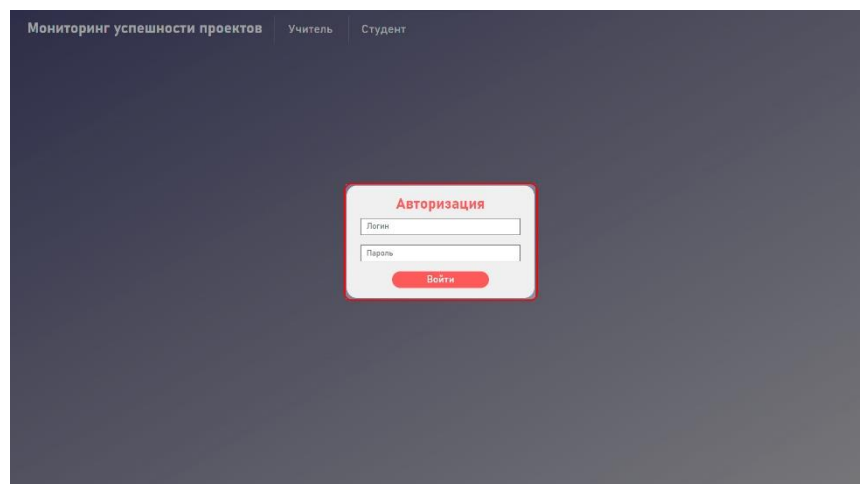 Мониторинг успешности проектов Учитель Студент
Авторизация
Логин
Пароль
Войти